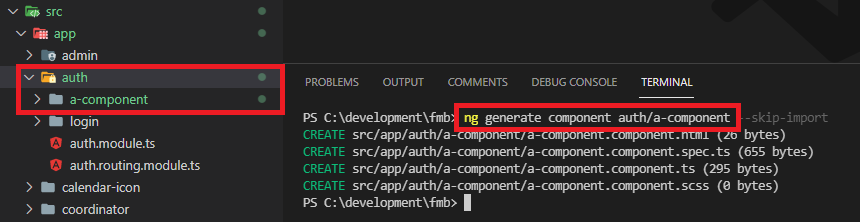 src
app
admin
auth
a-component
login
auth.module.ts
auth.routing.module.ts
calendar-icon
coordinator
PROBLEMS OUTPUT COMMENTS DEBUG CONSOLE TERMINAL
PS C:\development\fmb> ng generate component auth/a-component --skip-import
CREATE src/app/auth/a-component/a-component.component.html (26 bytes)
CREATE src/app/auth/a-component/a-component.component.spec.ts (655 bytes)
CREATE src/app/auth/a-component/a-component.component.ts (295 bytes)
CREATE src/app/auth/a-component/a-component.component.scss (0 bytes)
PS C:\development\fmb>